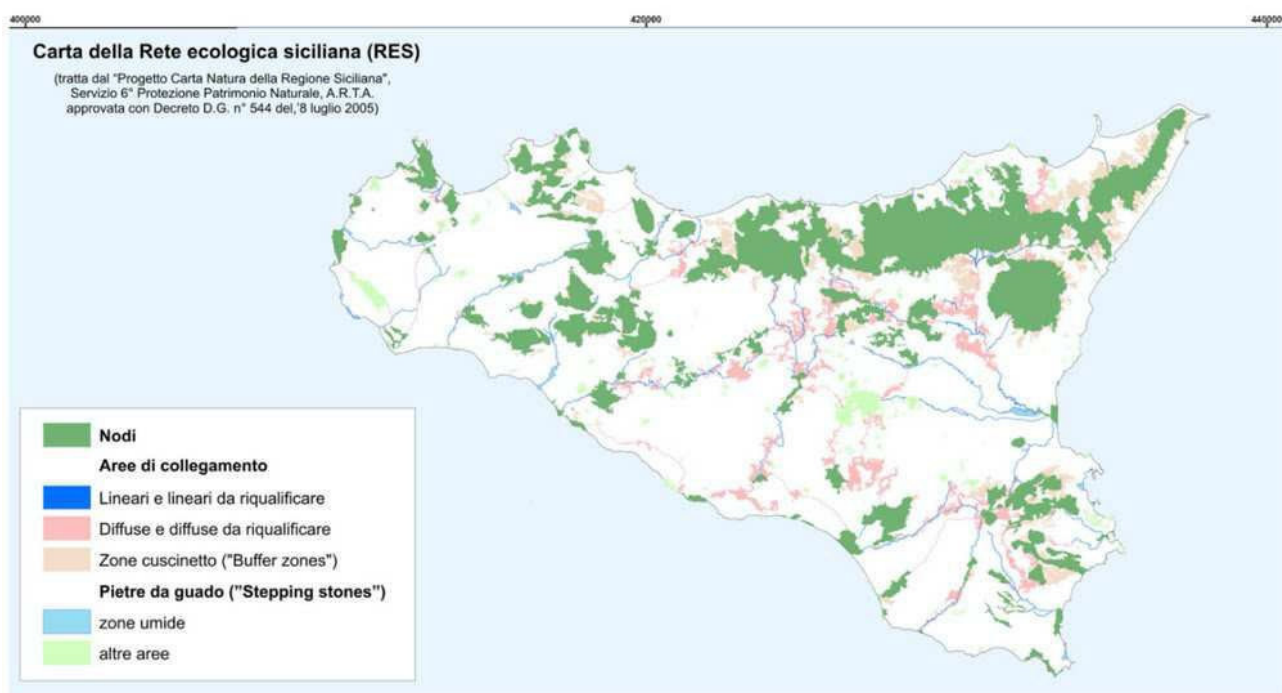 400000 420000 440000
Carta della Rete ecologica siciliana (RES)
(tratta dal "Progetto Carta Natura della Regione Siciliana",
Servizio 6° Protezione Patrimonio Naturale, A.R.T.A.
approvata con Decreto D.G. n° 544 del,'8 luglio 2005)
Nodi
Aree di collegamento
Lineari e lineari da riqualificare
Diffuse e diffuse da riqualificare
Zone cuscinetto ("Buffer zones")
Pietre da guado ("Stepping stones")
zone umide
altre aree